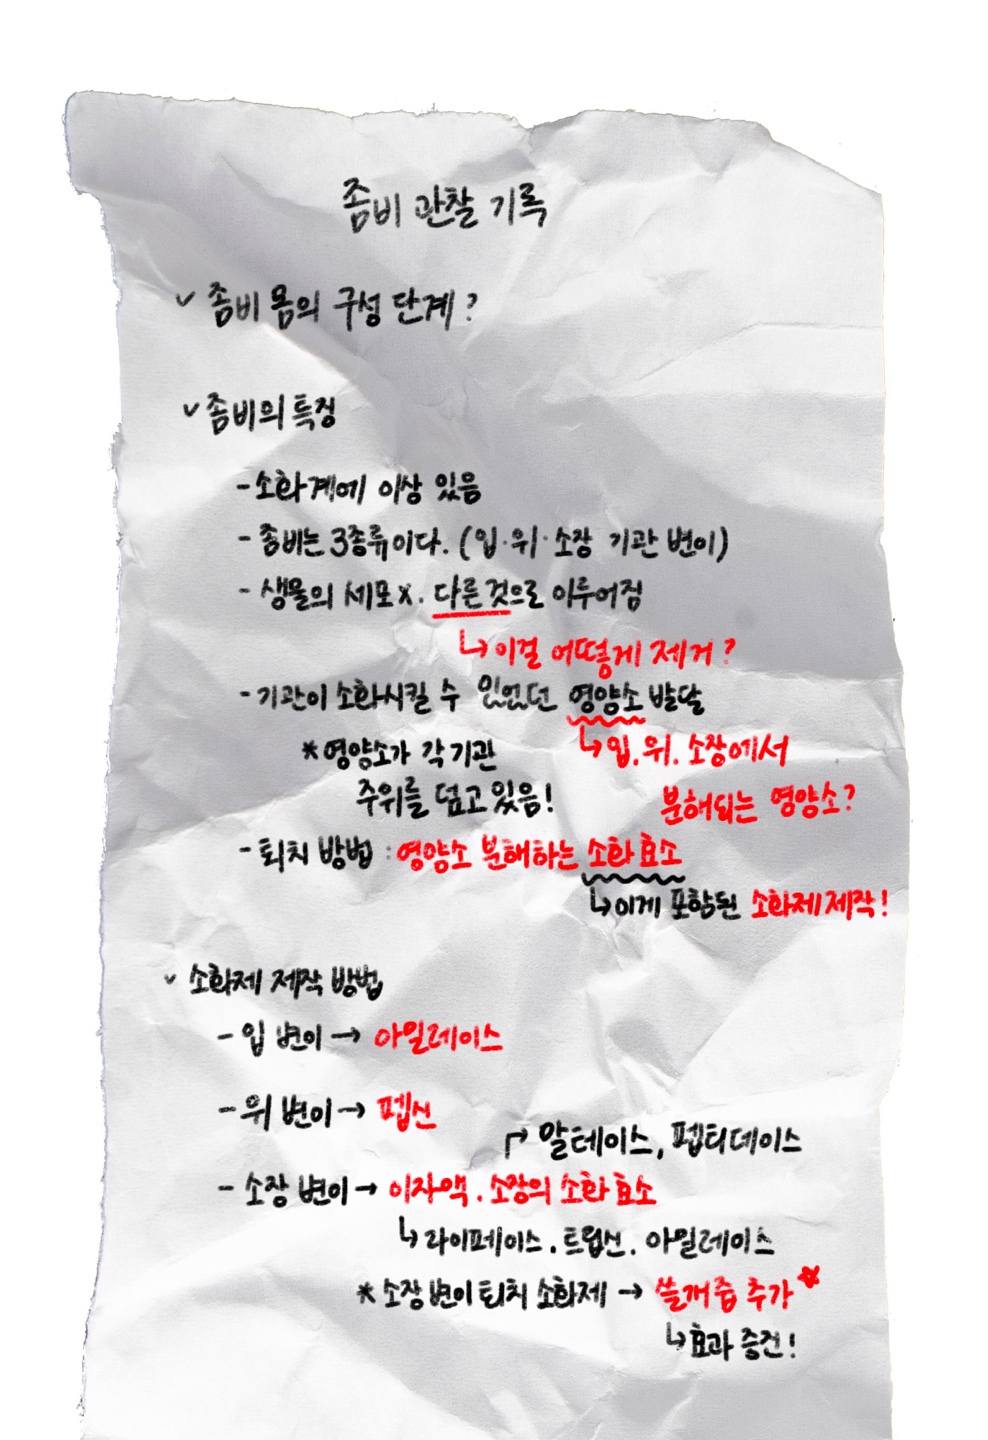 좀비 관찰 기록
✓ 좀비 몸의 구성 단계?
✓ 좀비의 특징
- 소화계에 이상 있음
- 좀비는 3종류이다. (입·위·소장 기관 변이)
- 생물의 세포 x. 다른 것으로 이루어짐
↳ 이걸 어떻게 제거?
- 기관이 소화시킬 수 있었던 영양소 발달
* 영양소가 각 기관
↳ 입. 위. 소장에서
주위를 덮고 있음!
분해되는 영양소?
- 퇴치 방법 : 영양소 분해하는 소화 효소
↳ 이게 포함된 소화제 제작!
✓ 소화제 제작 방법
- 입 변이 → 아밀레이스
- 위 변이 → 펩신
┌→ 말테이스, 펩티데이스
- 소장 변이 → 이자액. 소장의 소화 효소
↳ 라이페이스. 트립신. 아밀레이스
* 소장 변이 퇴치 소화제 → 쓸개즙 추가 ☆
↳ 효과 증진!